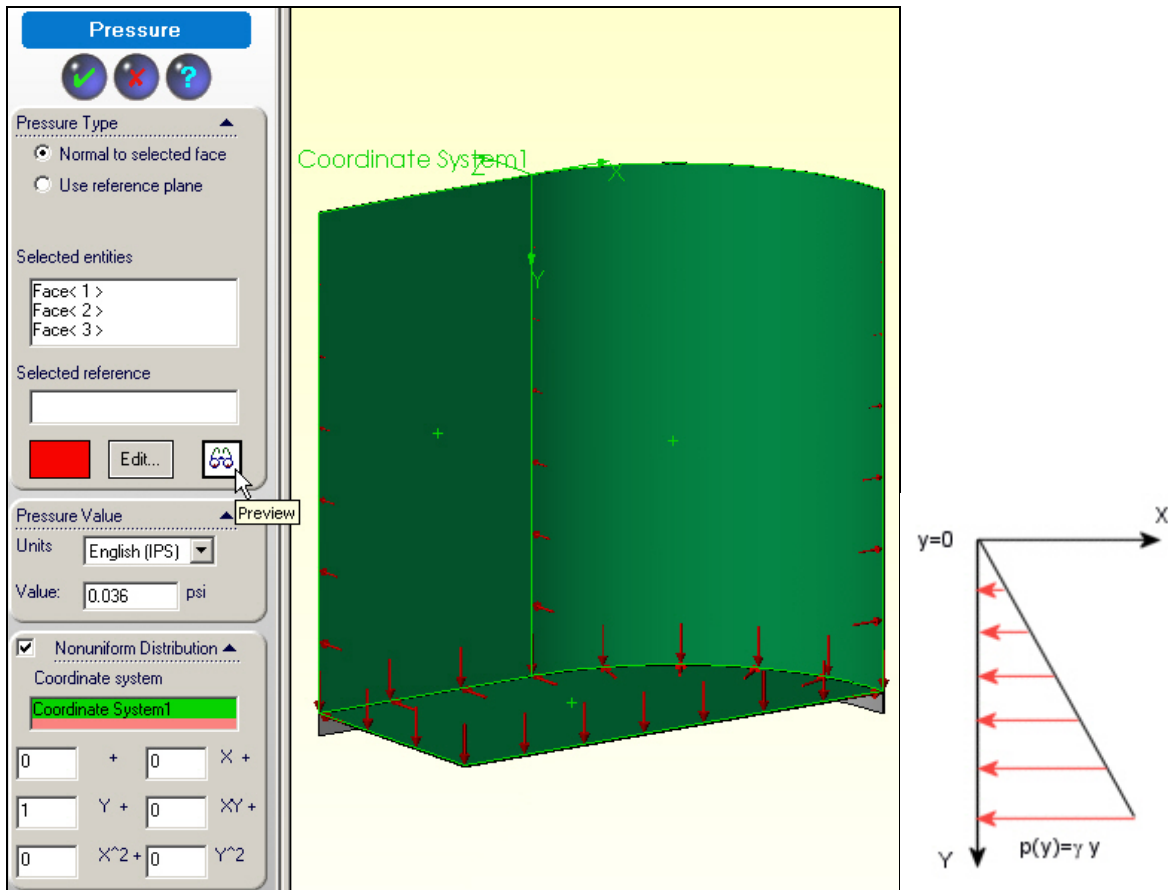 Pressure
?
Pressure Type
Normal to selected face
Use reference plane
Selected entities
Face< 1 >
Face< 2 >
Face< 3 >
Selected reference
Edit...
Preview
Pressure Value
Units English (IPS)
Value: 0.036 psi
Nonuniform Distribution
Coordinate system
Coordinate System1
0 + 0 X +
1 Y + 0 XY +
0 X^2 + 0 Y^2
Coordinate System1
Z
X
Y
X
y=0
Y
p(y)=γ y